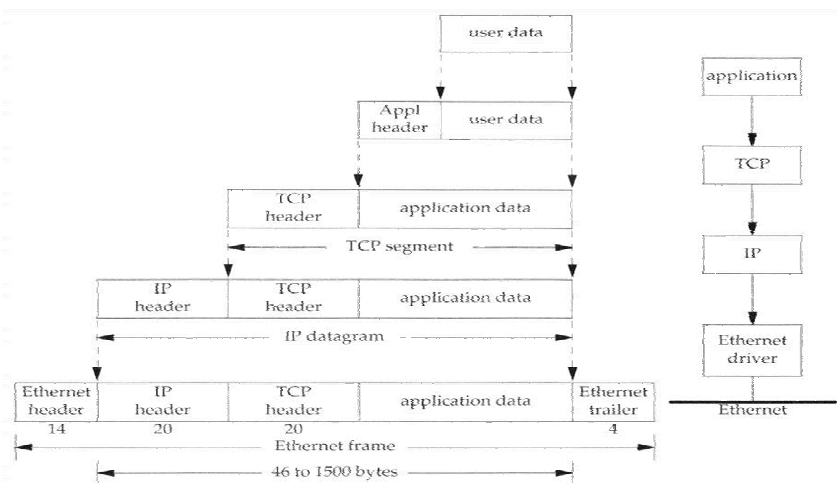 user data
application
Appl
header
user data
TCP
TCP
header
application data
TCP segment
IP
IP
header
TCP
header
application data
IP datagram
Ethernet
driver
Ethernet
header
IP
header
TCP
header
application data
Ethernet
trailer
Ethernet
14
20
20
4
Ethernet frame
46 to 1500 bytes